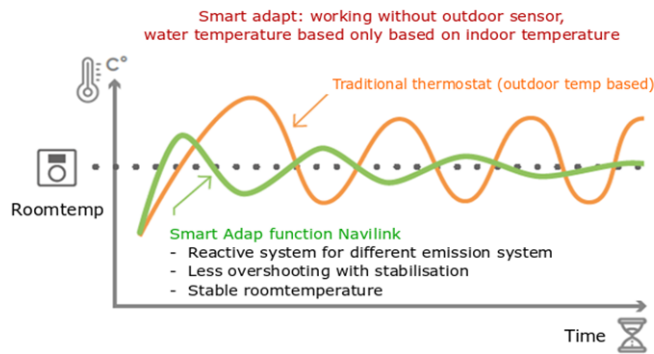 Smart adapt: working without outdoor sensor,
water temperature based only based on indoor temperature
C°
Traditional thermostat (outdoor temp based)
Roomtemp
Smart Adap function Navilink
- Reactive system for different emission system
- Less overshooting with stabilisation
- Stable roomtemperature
Time